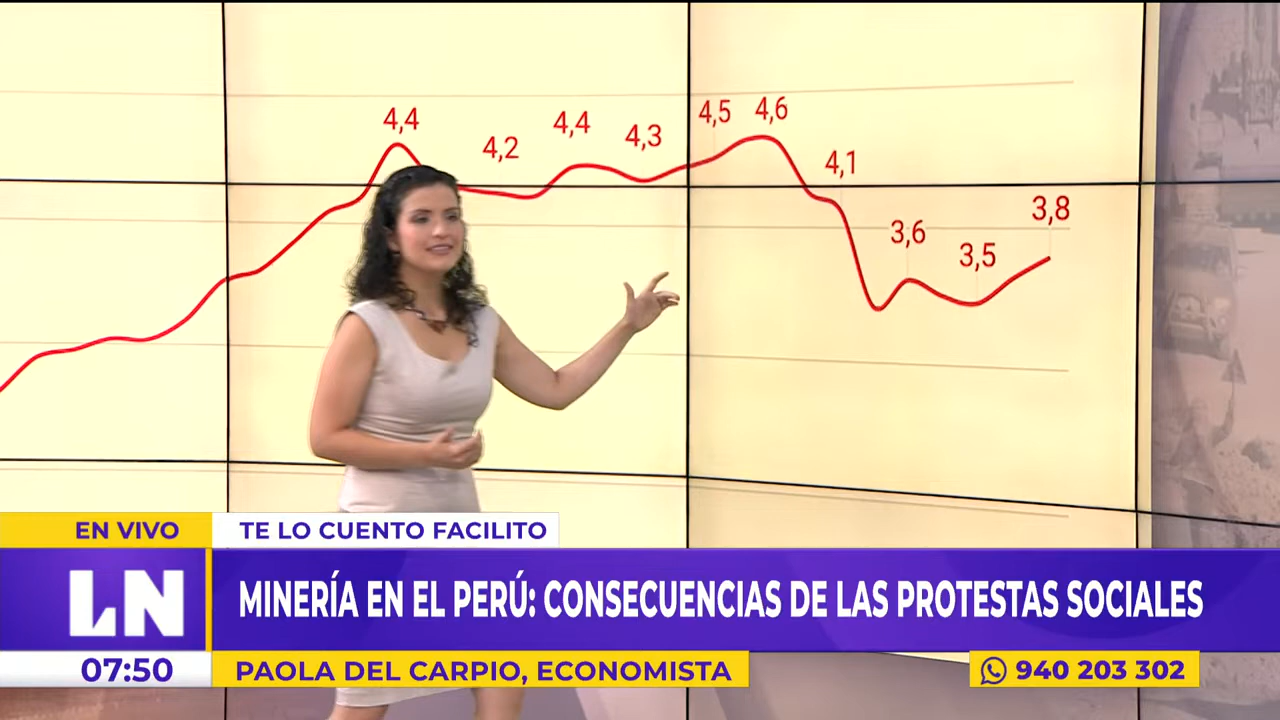 4,4
4,2
4,4
4,3
4,5
4,6
4,1
3,6
3,5
3,8
EN VIVO
TE LO CUENTO FACILITO
LN
MINERÍA EN EL PERÚ: CONSECUENCIAS DE LAS PROTESTAS SOCIALES
07:50
PAOLA DEL CARPIO, ECONOMISTA
940 203 302